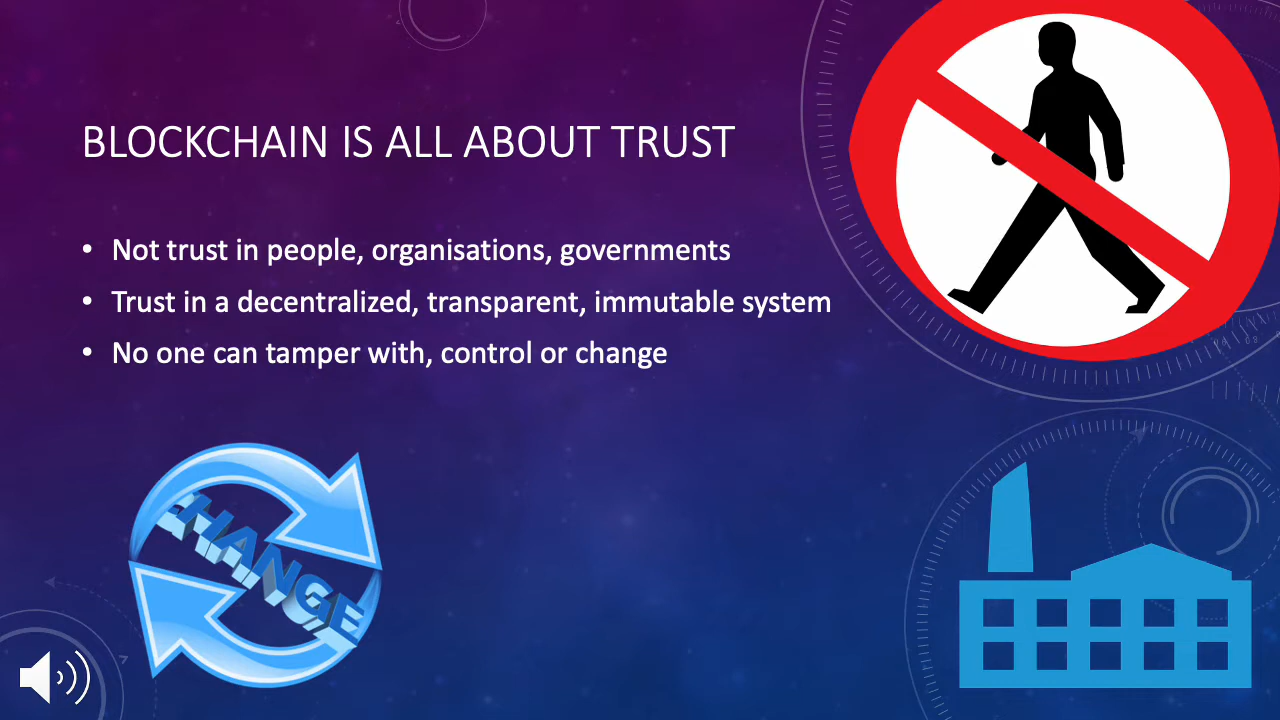 BLOCKCHAIN IS ALL ABOUT TRUST
• Not trust in people, organisations, governments
• Trust in a decentralized, transparent, immutable system
• No one can tamper with, control or change
CHANGE